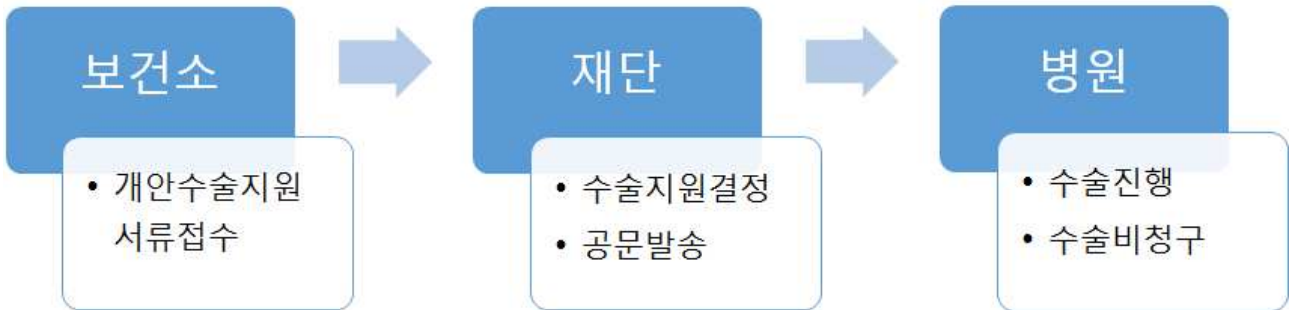 보건소
• 개안수술지원
서류접수
재단
• 수술지원결정
• 공문발송
병원
• 수술진행
• 수술비청구